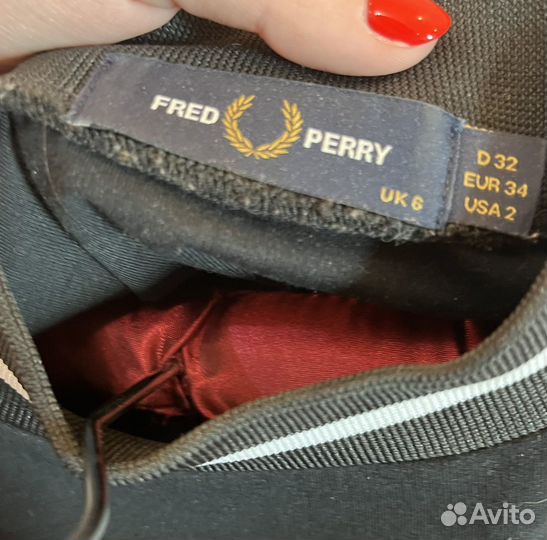 FRED PERRY
UK 6
D 32
EUR 34
USA 2
Avito